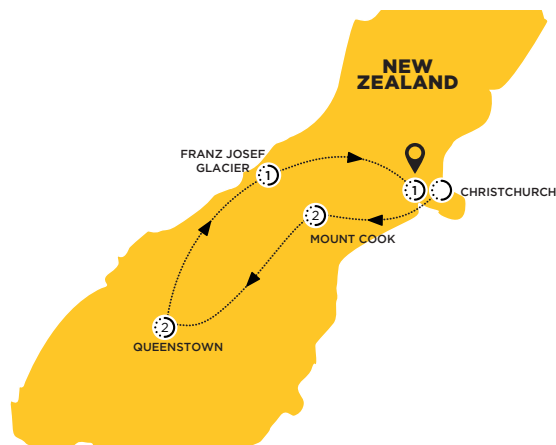 NEW
ZEALAND
FRANZ JOSEF
GLACIER
1
1
CHRISTCHURCH
2
MOUNT COOK
2
QUEENSTOWN